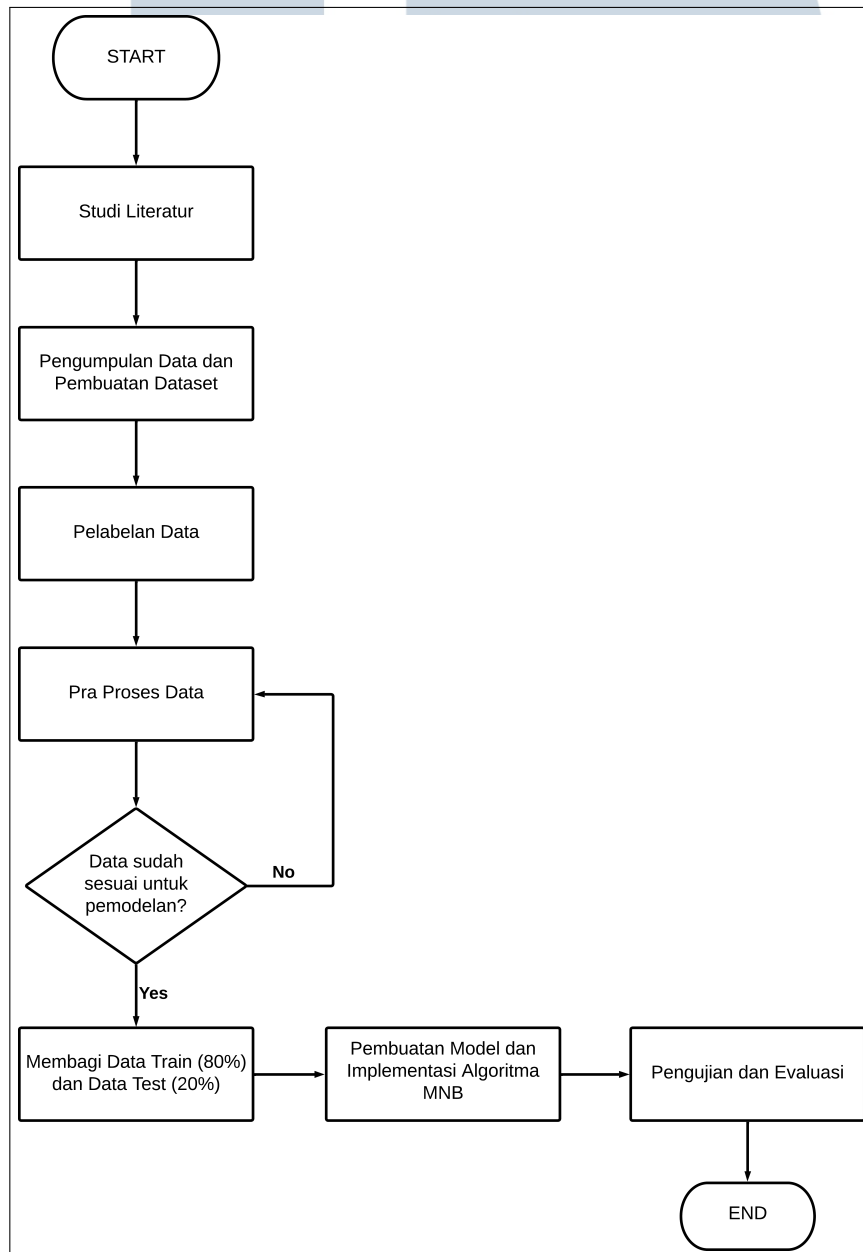 START
Studi Literatur
Pengumpulan Data dan
Pembuatan Dataset
Pelabelan Data
Pra Proses Data
Data sudah
sesuai untuk
pemodelan?
No
Yes
Membagi Data Train (80%)
dan Data Test (20%)
Pembuatan Model dan
Implementasi Algoritma
MNB
Pengujian dan Evaluasi
END